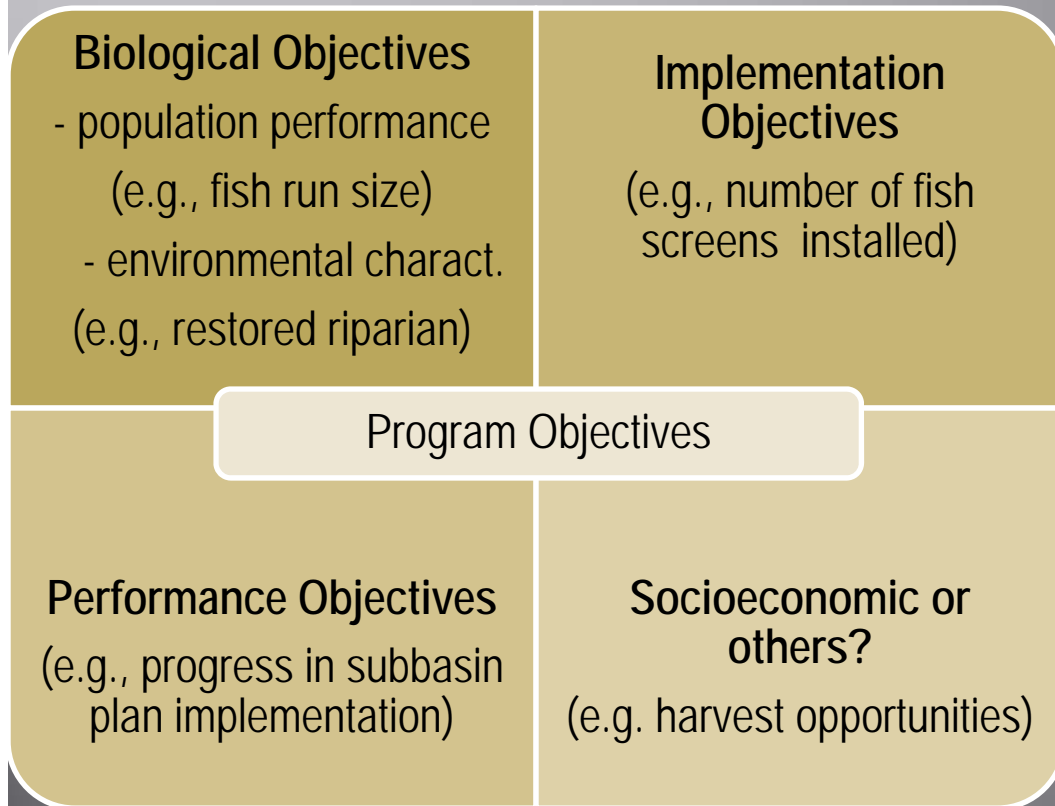 Biological Objectives
- population performance
(e.g., fish run size)
- environmental charact.
(e.g., restored riparian)
Implementation
Objectives
(e.g., number of fish
screens installed)
Program Objectives
Performance Objectives
(e.g., progress in subbasin
plan implementation)
Socioeconomic or
others?
(e.g. harvest opportunities)